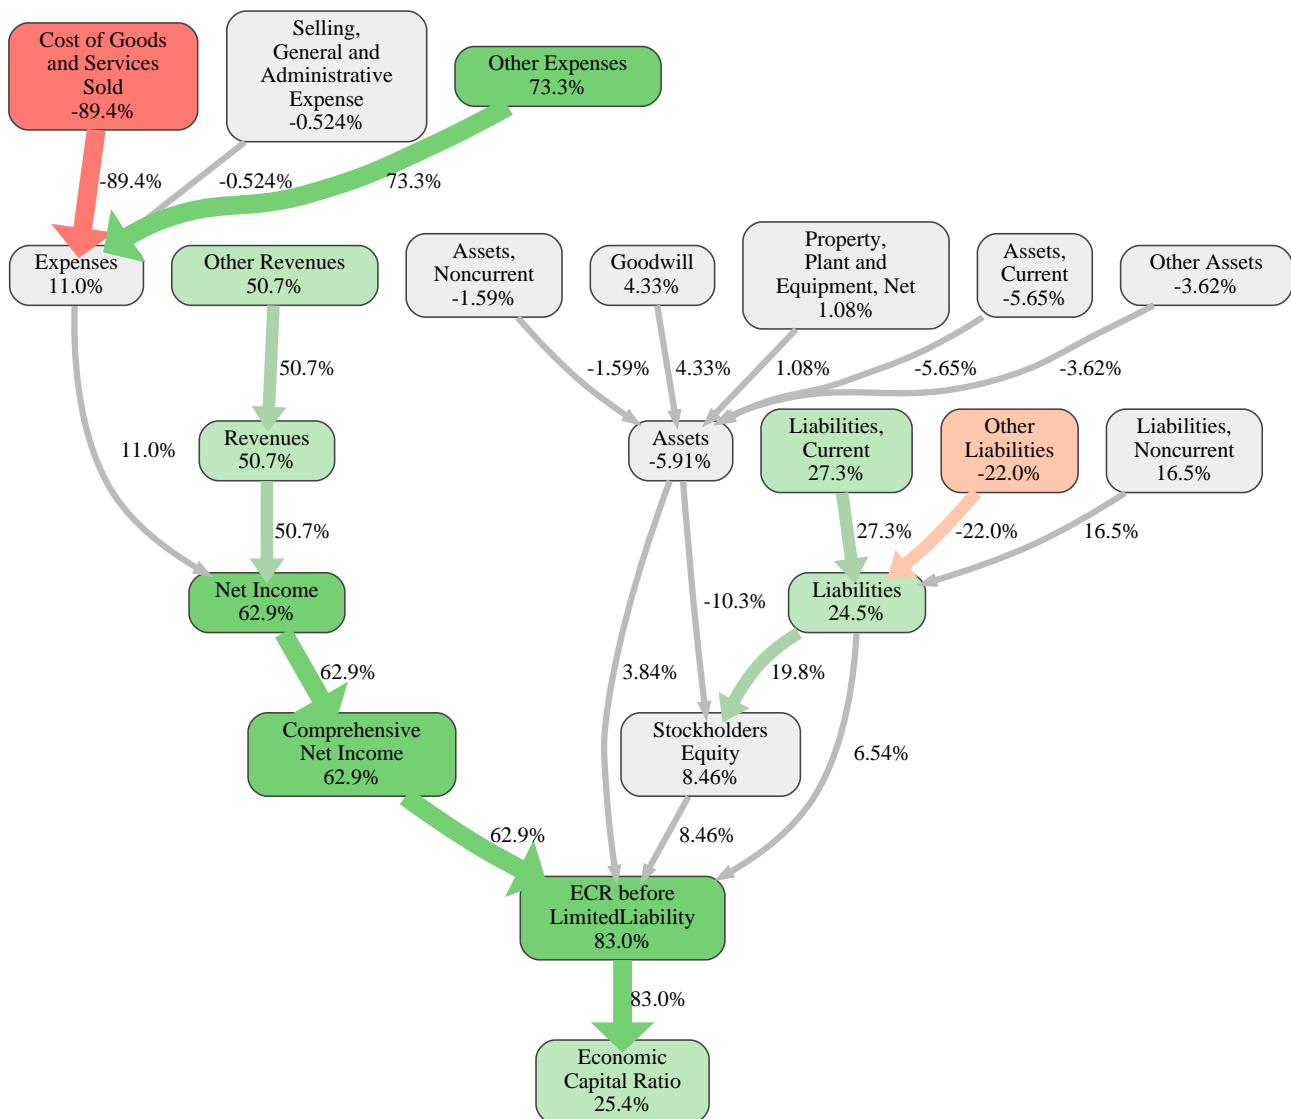 Cost of Goods
and Services
Sold
-89.4%
Selling,
General and
Administrative
Expense
-0.524%
Other Expenses
73.3%
-89.4%
-0.524%
73.3%
Expenses
11.0%
Other Revenues
50.7%
Assets,
Noncurrent
-1.59%
Goodwill
4.33%
Property,
Plant and
Equipment, Net
1.08%
Assets,
Current
-5.65%
Other Assets
-3.62%
50.7%
-1.59%
4.33%
1.08%
-5.65%
-3.62%
11.0%
Revenues
50.7%
Assets
-5.91%
Liabilities,
Current
27.3%
Other
Liabilities
-22.0%
Liabilities,
Noncurrent
16.5%
50.7%
27.3%
-22.0%
16.5%
Net Income
62.9%
-10.3%
Liabilities
24.5%
62.9%
3.84%
19.8%
Comprehensive
Net Income
62.9%
Stockholders
Equity
8.46%
6.54%
62.9%
8.46%
ECR before
LimitedLiability
83.0%
83.0%
Economic
Capital Ratio
25.4%